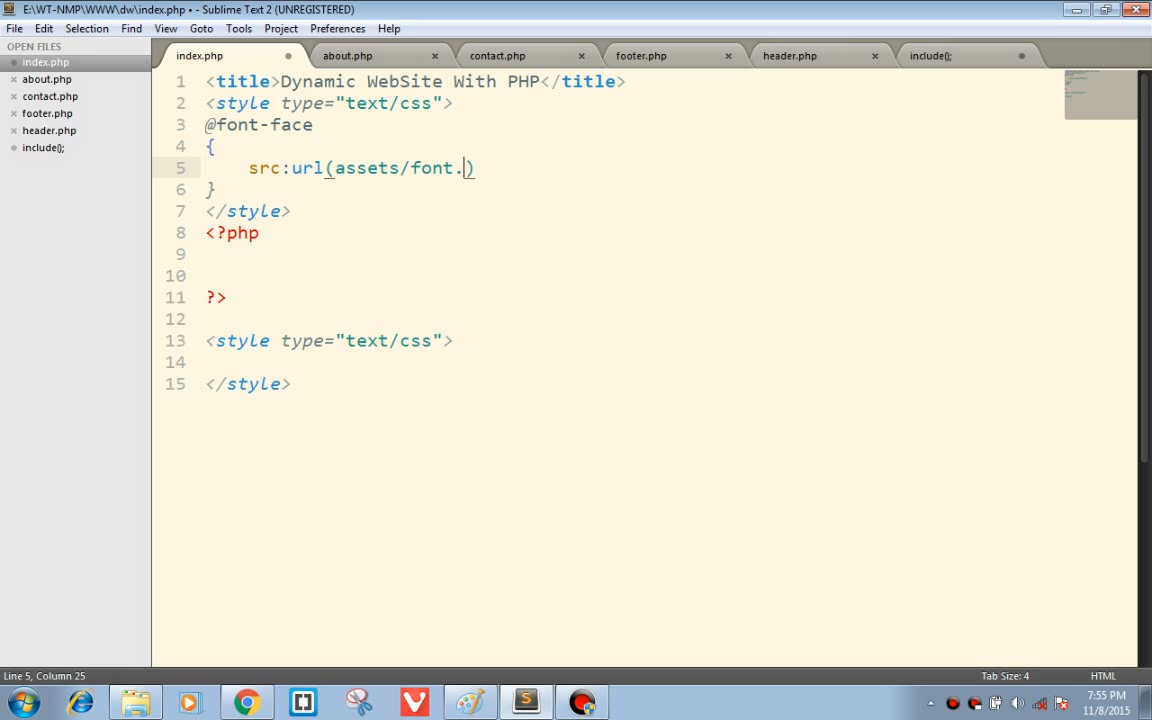 E:\WT-NMP\WWW\dw\index.php • - Sublime Text 2 (UNREGISTERED)
File Edit Selection Find View Goto Tools Project Preferences Help
OPEN FILES
index.php
about.php
contact.php
footer.php
header.php
include();
index.php about.php contact.php footer.php header.php include();
1 <title>Dynamic WebSite With PHP</title>
2 <style type="text/css">
3 @font-face
4 {
5 src:url(assets/font.)
6 }
7 </style>
8 <?php
9
10
11 ?>
12
13 <style type="text/css">
14
15 </style>
Line 5, Column 25 Tab Size: 4 HTML
7:55 PM
11/8/2015